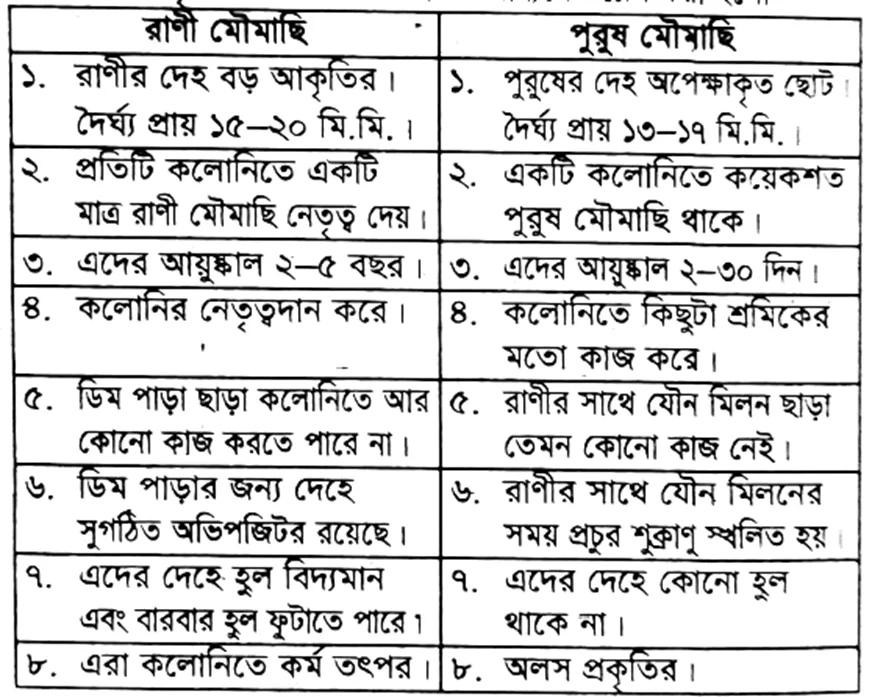 রাণী মৌমাছি
পুরুষ মৌমাছি
১. রাণীর দেহ বড় আকৃতির।
দৈর্ঘ্য প্রায় ১৫–২০ মি.মি.।
১. পুরুষের দেহ অপেক্ষাকৃত ছোট।
দৈর্ঘ্য প্রায় ১৩–১৭ মি.মি.।
২. প্রতিটি কলোনিতে একটি
মাত্র রাণী মৌমাছি নেতৃত্ব দেয়।
২. একটি কলোনিতে কয়েকশত
পুরুষ মৌমাছি থাকে।
৩. এদের আয়ুষ্কাল ২–৫ বছর।
৩. এদের আয়ুষ্কাল ২–৩০ দিন।
৪. কলোনির নেতৃত্বদান করে।
৪. কলোনিতে কিছুটা শ্রমিকের
মতো কাজ করে।
৫. ডিম পাড়া ছাড়া কলোনিতে আর
কোনো কাজ করতে পারে না।
৫. রাণীর সাথে যৌন মিলন ছাড়া
তেমন কোনো কাজ নেই।
৬. ডিম পাড়ার জন্য দেহে
সুগঠিত অভিপজিটর রয়েছে।
৬. রাণীর সাথে যৌন মিলনের
সময় প্রচুর শুক্রাণু স্খলিত হয়।
৭. এদের দেহে হুল বিদ্যমান
এবং বারবার হুল ফুটাতে পারে।
৭. এদের দেহে কোনো হুল
থাকে না।
৮. এরা কলোনিতে কর্ম তৎপর।
৮. অলস প্রকৃতির।